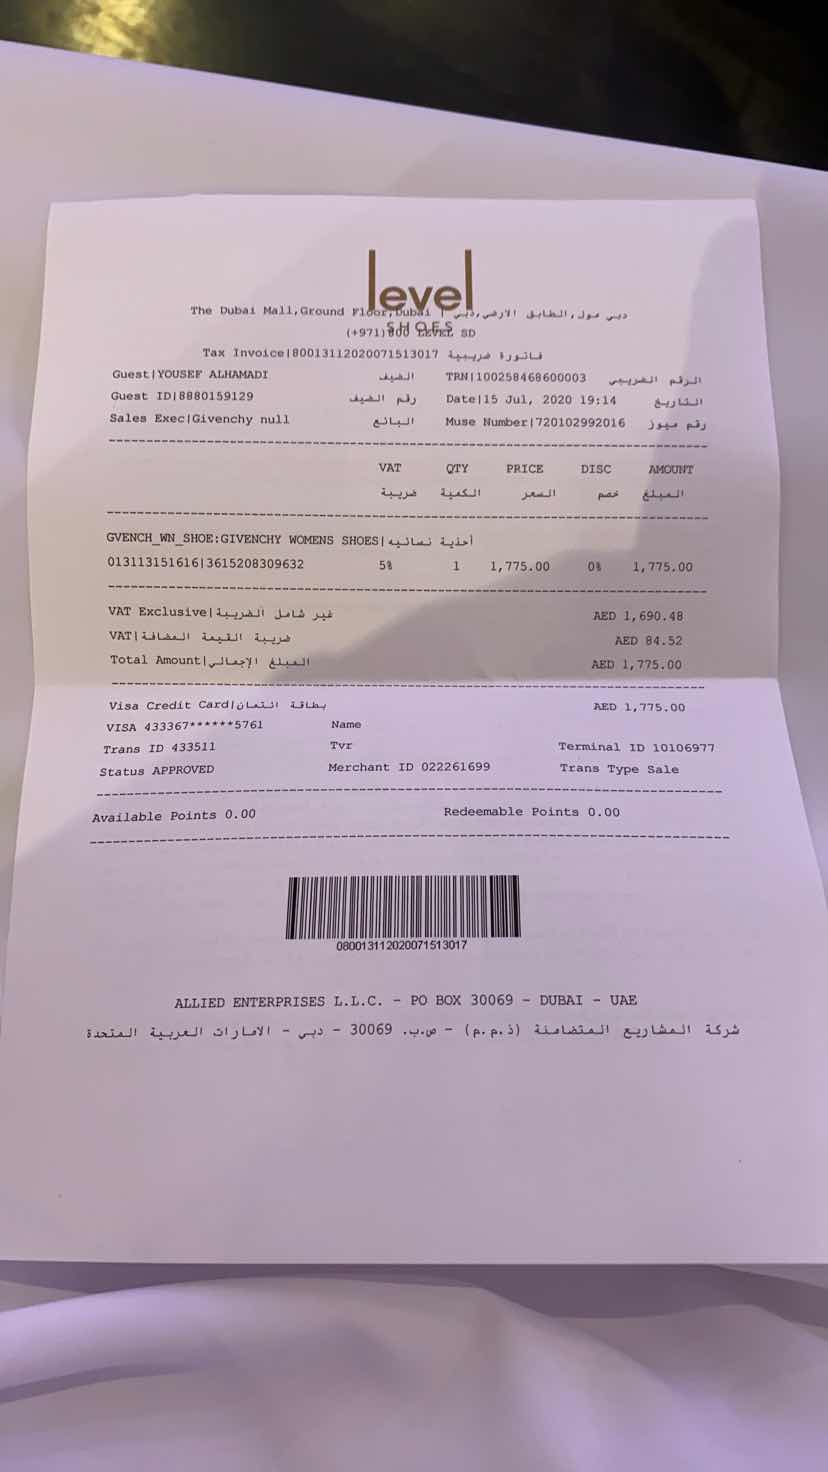 level
SHOES
The Dubai Mall,Ground Floor,Dubai | دبي مول,الطابق الارضي,دبي
(+971)800 LEVEL SD
Tax Invoice|80013112020071513017 فاتورة ضريبية
Guest|YOUSEF ALHAMADI الضيف TRN|100258468600003 الرقم الضريبي
Guest ID|8880159129 رقم الضيف Date|15 Jul, 2020 19:14 التاريخ
Sales Exec|Givenchy null البائع Muse Number|720102992016 رقم ميوز
VAT QTY PRICE DISC AMOUNT
ضريبة الكمية السعر خصم المبلغ
GVENCH_WN_SHOE:GIVENCHY WOMENS SHOES|أحذية نسائيه
013113151616|3615208309632 5% 1 1,775.00 0% 1,775.00
VAT Exclusive|غير شامل الضريبة AED 1,690.48
VAT|ضريبة القيمة المضافة AED 84.52
Total Amount|المبلغ الإجمالي AED 1,775.00
Visa Credit Card|بطاقة ائتمان AED 1,775.00
VISA 433367******5761 Name
Trans ID 433511 Tvr Terminal ID 10106977
Status APPROVED Merchant ID 022261699 Trans Type Sale
Available Points 0.00 Redeemable Points 0.00
080013112020071513017
ALLIED ENTERPRISES L.L.C. - PO BOX 30069 - DUBAI - UAE
شركة المشاريع المتضامنة (ذ.م.م) - ص.ب. 30069 - دبي - الامارات العربية المتحدة